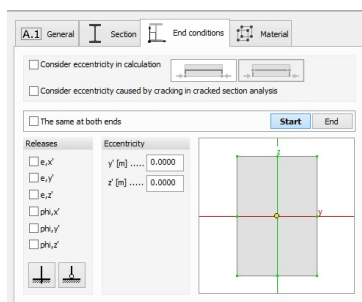 A.1 General Section End conditions Material
Consider eccentricity in calculation
Consider eccentricity caused by cracking in cracked section analysis
The same at both ends Start End
Releases Eccentricity
e,x' y' [m] ..... 0.0000
e,y' z' [m] ..... 0.0000
e,z'
phi,x'
phi,y'
phi,z'
z
y